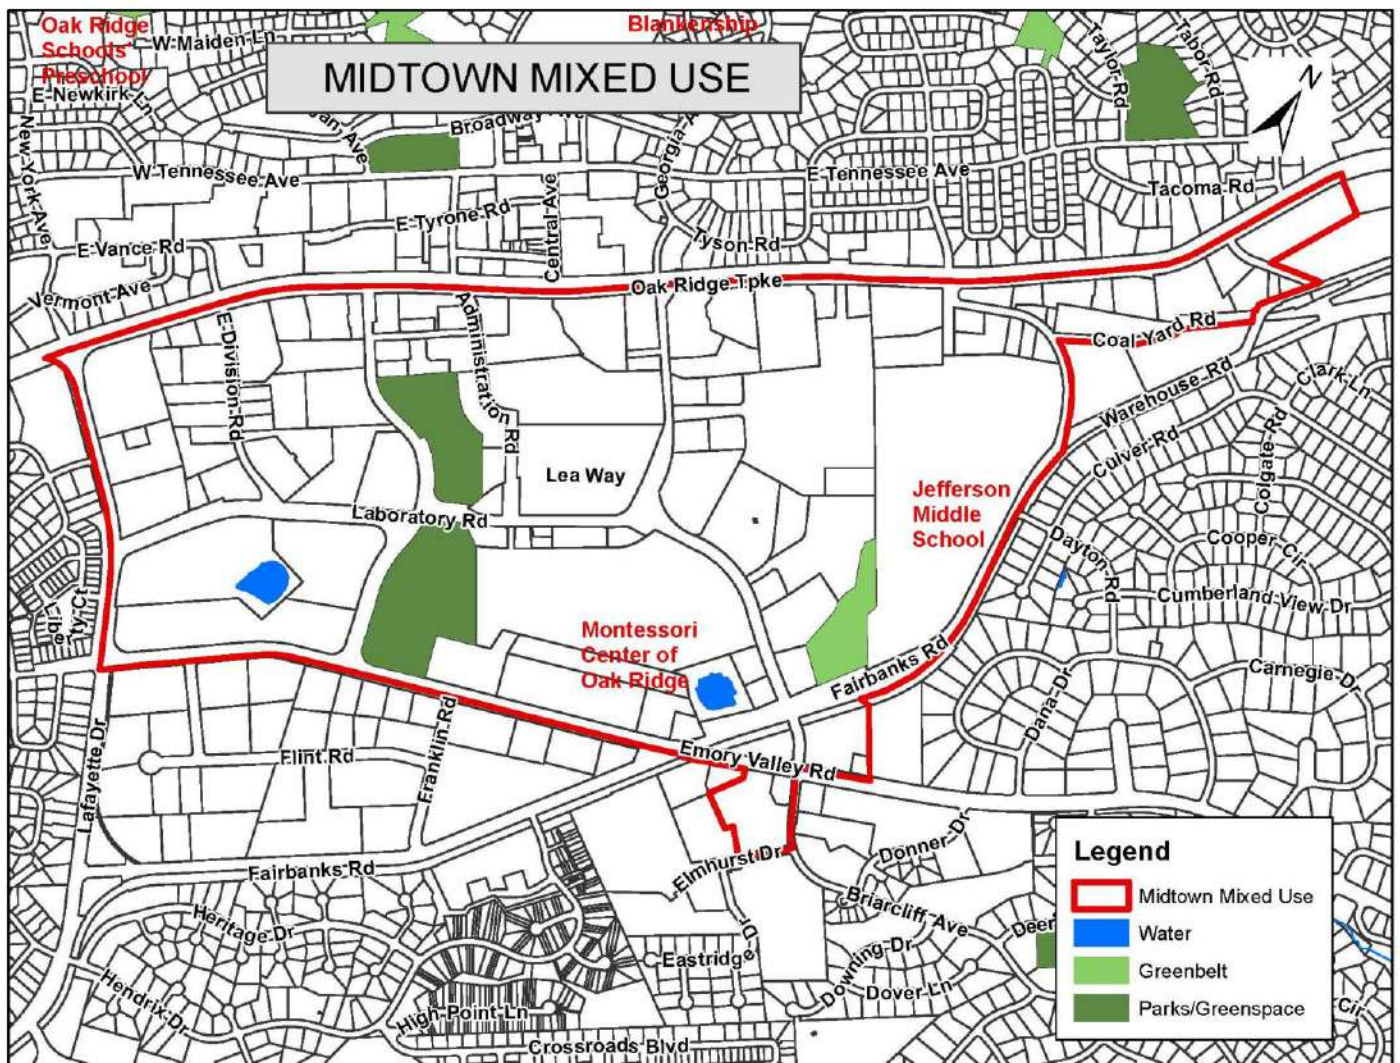 Oak Ridge
Schools'
Preschool
W Maiden Ln
Blankenship
MIDTOWN MIXED USE
Taylor Rd
Tabor Rd
N
E Newkirk Ln
New York Ave
Broadway Ave
Georgia A
W Tennessee Ave
E Tennessee Ave
Tacoma Rd
E Tyrone Rd
Central Ave
Tyson Rd
E Vance Rd
Vermont Ave
Oak Ridge Tpke
E Division Rd
Administration Rd
Coal Yard Rd
Warehouse Rd
Clark Ln
Culver Rd
Colgate Rd
Lea Way
Jefferson
Middle
School
Laboratory Rd
Dayton Rd
Cooper Cir
Cumberland View Dr
Libe
rty Ct
Montessori
Center of
Oak Ridge
Fairbanks Rd
Carnegie Dr
Dana Dr
Lafayette Dr
Franklin Rd
Flint Rd
Emory Valley Rd
Fairbanks Rd
Elmhurst Dr
Donner Dr
Briarcliff Ave
Deer
Heritage Dr
Hendrix Dr
High Point Ln
Eastridge
e Dr
Downing Dr
Dover Ln
Crossroads Blvd
Cir
Legend
Midtown Mixed Use
Water
Greenbelt
Parks/Greenspace